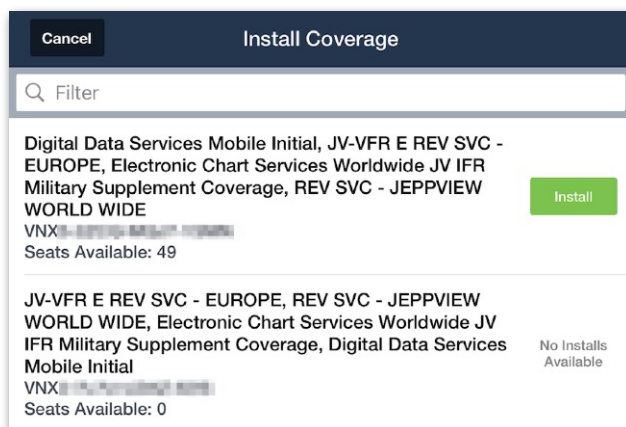 Cancel
Install Coverage
Filter
Digital Data Services Mobile Initial, JV-VFR E REV SVC -
EUROPE, Electronic Chart Services Worldwide JV IFR
Military Supplement Coverage, REV SVC - JEPPVIEW
WORLD WIDE
VNX
Seats Available: 49
Install
JV-VFR E REV SVC - EUROPE, REV SVC - JEPPVIEW
WORLD WIDE, Electronic Chart Services Worldwide JV
IFR Military Supplement Coverage, Digital Data Services
Mobile Initial
VNX
Seats Available: 0
No Installs
Available